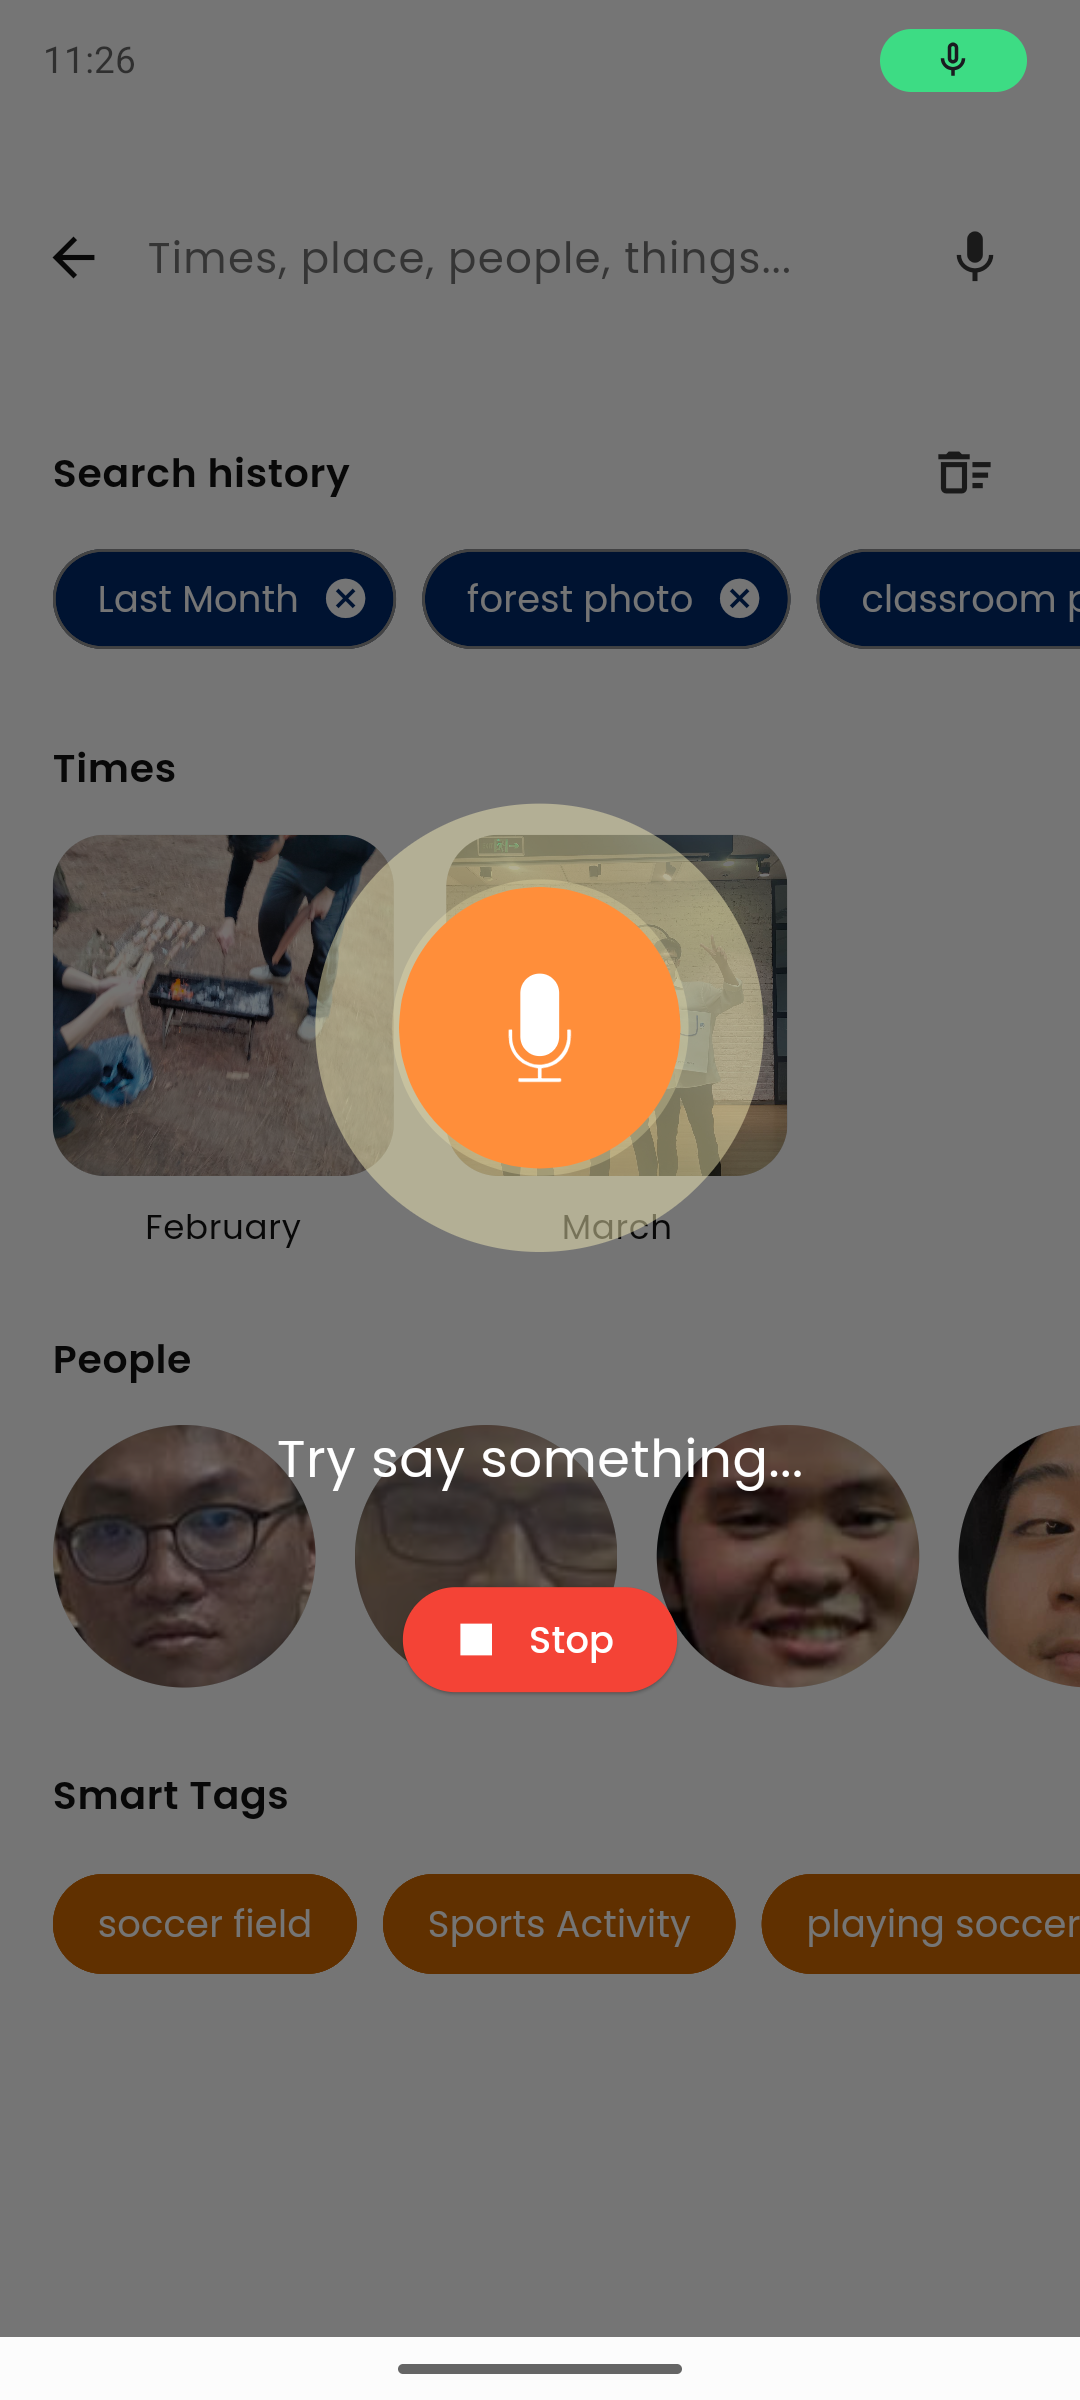 11:26
Times, place, people, things...
Search history
Last Month
forest photo
classroom p
Times
February
March
People
Try say something...
Stop
Smart Tags
soccer field
Sports Activity
playing soccer